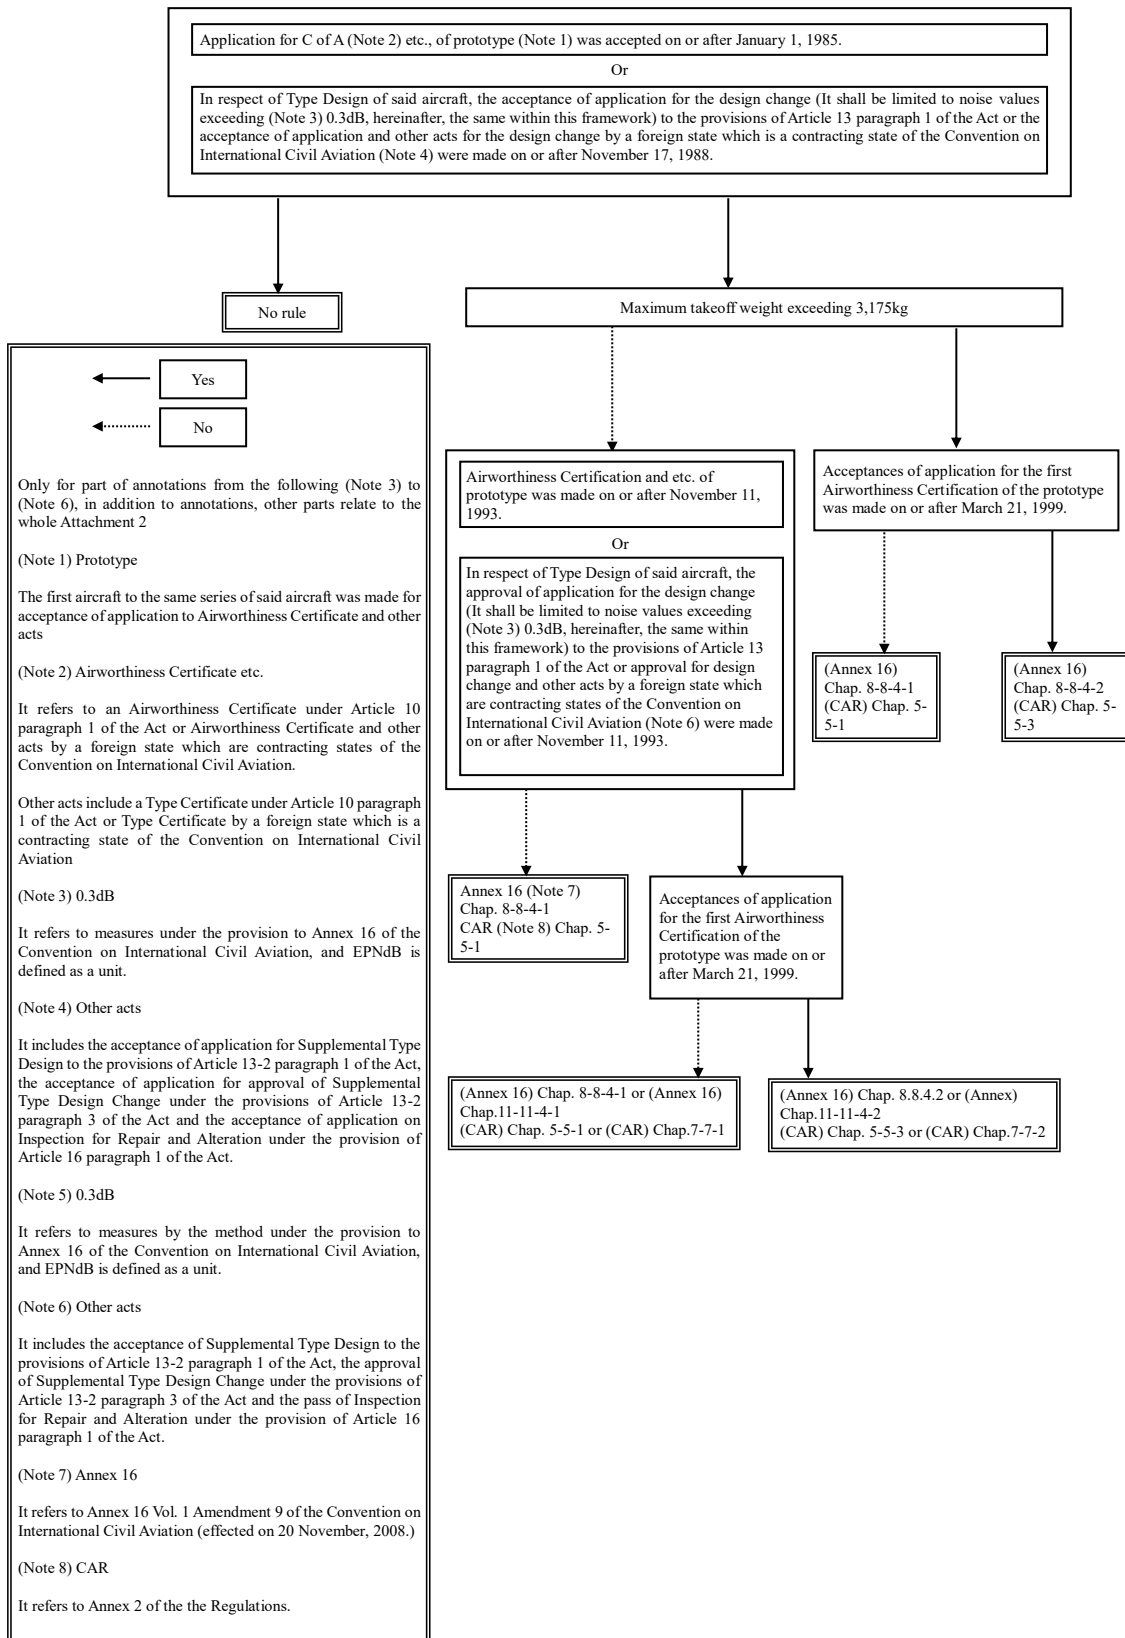 Application for C of A (Note 2) etc., of prototype (Note 1) was accepted on or after January 1, 1985.
Or
In respect of Type Design of said aircraft, the acceptance of application for the design change (It shall be limited to noise values
exceeding (Note 3) 0.3dB, hereinafter, the same within this framework) to the provisions of Article 13 paragraph 1 of the Act or the
acceptance of application and other acts for the design change by a foreign state which is a contracting state of the Convention on
International Civil Aviation (Note 4) were made on or after November 17, 1988.
No rule
Maximum takeoff weight exceeding 3,175kg
Yes
No
Only for part of annotations from the following (Note 3) to
(Note 6), in addition to annotations, other parts relate to the
whole Attachment 2
(Note 1) Prototype
The first aircraft to the same series of said aircraft was made for
acceptance of application to Airworthiness Certificate and other
acts
(Note 2) Airworthiness Certificate etc.
It refers to an Airworthiness Certificate under Article 10
paragraph 1 of the Act or Airworthiness Certificate and other
acts by a foreign state which are contracting states of the
Convention on International Civil Aviation.
Other acts include a Type Certificate under Article 10 paragraph
1 of the Act or Type Certificate by a foreign state which is a
contracting state of the Convention on International Civil
Aviation
(Note 3) 0.3dB
It refers to measures under the provision to Annex 16 of the
Convention on International Civil Aviation, and EPNdB is
defined as a unit.
(Note 4) Other acts
It includes the acceptance of application for Supplemental Type
Design to the provisions of Article 13-2 paragraph 1 of the Act,
the acceptance of application for approval of Supplemental
Type Design Change under the provisions of Article 13-2
paragraph 3 of the Act and the acceptance of application on
Inspection for Repair and Alteration under the provision of
Article 16 paragraph 1 of the Act.
(Note 5) 0.3dB
It refers to measures by the method under the provision to
Annex 16 of the Convention on International Civil Aviation,
and EPNdB is defined as a unit.
(Note 6) Other acts
It includes the acceptance of Supplemental Type Design to the
provisions of Article 13-2 paragraph 1 of the Act, the approval
of Supplemental Type Design Change under the provisions of
Article 13-2 paragraph 3 of the Act and the pass of Inspection
for Repair and Alteration under the provision of Article 16
paragraph 1 of the Act.
(Note 7) Annex 16
It refers to Annex 16 Vol. 1 Amendment 9 of the Convention on
International Civil Aviation (effected on 20 November, 2008.)
(Note 8) CAR
It refers to Annex 2 of the the Regulations.
Airworthiness Certification and etc. of
prototype was made on or after November 11,
1993.
Or
In respect of Type Design of said aircraft, the
approval of application for the design change
(It shall be limited to noise values exceeding
(Note 3) 0.3dB, hereinafter, the same within
this framework) to the provisions of Article 13
paragraph 1 of the Act or approval for design
change and other acts by a foreign state which
are contracting states of the Convention on
International Civil Aviation (Note 6) were made
on or after November 11, 1993.
Acceptances of application for the first
Airworthiness Certification of the prototype
was made on or after March 21, 1999.
(Annex 16)
Chap. 8-8-4-1
(CAR) Chap. 5-
5-1
(Annex 16)
Chap. 8-8-4-2
(CAR) Chap. 5-
5-3
Annex 16 (Note 7)
Chap. 8-8-4-1
CAR (Note 8) Chap. 5-
5-1
Acceptances of application
for the first Airworthiness
Certification of the
prototype was made on or
after March 21, 1999.
(Annex 16) Chap. 8-8-4-1 or (Annex 16)
Chap.11-11-4-1
(CAR) Chap. 5-5-1 or (CAR) Chap.7-7-1
(Annex 16) Chap. 8.8.4.2 or (Annex)
Chap.11-11-4-2
(CAR) Chap. 5-5-3 or (CAR) Chap.7-7-2